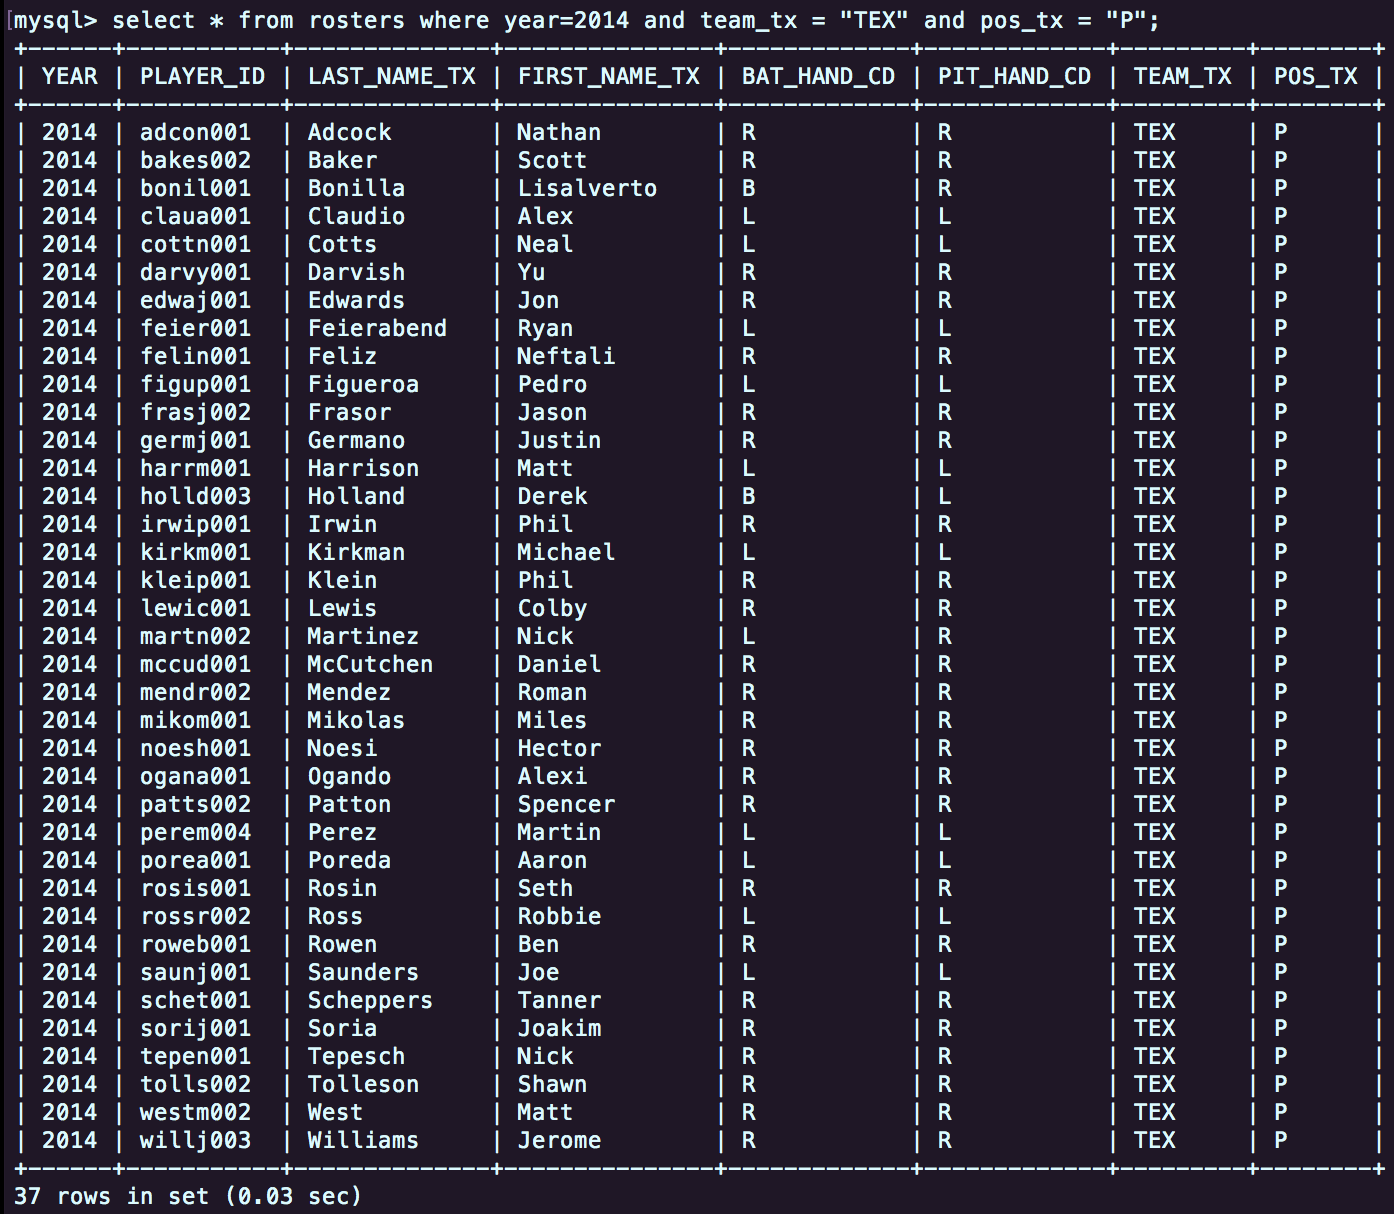 [mysql> select * from rosters where year=2014 and team_tx = "TEX" and pos_tx = "P";
+------+-----------+--------------+---------------+-------------+-------------+---------+--------+
| YEAR | PLAYER_ID | LAST_NAME_TX | FIRST_NAME_TX | BAT_HAND_CD | PIT_HAND_CD | TEAM_TX | POS_TX |
+------+-----------+--------------+---------------+-------------+-------------+---------+--------+
| 2014 | adcon001  | Adcock       | Nathan        | R           | R           | TEX     | P      |
| 2014 | bakes002  | Baker        | Scott         | R           | R           | TEX     | P      |
| 2014 | bonil001  | Bonilla      | Lisalverto    | B           | R           | TEX     | P      |
| 2014 | claua001  | Claudio      | Alex          | L           | L           | TEX     | P      |
| 2014 | cottn001  | Cotts        | Neal          | L           | L           | TEX     | P      |
| 2014 | darvy001  | Darvish      | Yu            | R           | R           | TEX     | P      |
| 2014 | edwaj001  | Edwards      | Jon           | R           | R           | TEX     | P      |
| 2014 | feier001  | Feierabend   | Ryan          | L           | L           | TEX     | P      |
| 2014 | felin001  | Feliz        | Neftali       | R           | R           | TEX     | P      |
| 2014 | figup001  | Figueroa     | Pedro         | L           | L           | TEX     | P      |
| 2014 | frasj002  | Frasor       | Jason         | R           | R           | TEX     | P      |
| 2014 | germj001  | Germano      | Justin        | R           | R           | TEX     | P      |
| 2014 | harrm001  | Harrison     | Matt          | L           | L           | TEX     | P      |
| 2014 | holld003  | Holland      | Derek         | B           | L           | TEX     | P      |
| 2014 | irwip001  | Irwin        | Phil          | R           | R           | TEX     | P      |
| 2014 | kirkm001  | Kirkman      | Michael       | L           | L           | TEX     | P      |
| 2014 | kleip001  | Klein        | Phil          | R           | R           | TEX     | P      |
| 2014 | lewic001  | Lewis        | Colby         | R           | R           | TEX     | P      |
| 2014 | martn002  | Martinez     | Nick          | L           | R           | TEX     | P      |
| 2014 | mccud001  | McCutchen    | Daniel        | R           | R           | TEX     | P      |
| 2014 | mendr002  | Mendez       | Roman         | R           | R           | TEX     | P      |
| 2014 | mikom001  | Mikolas      | Miles         | R           | R           | TEX     | P      |
| 2014 | noesh001  | Noesi        | Hector        | R           | R           | TEX     | P      |
| 2014 | ogana001  | Ogando       | Alexi         | R           | R           | TEX     | P      |
| 2014 | patts002  | Patton       | Spencer       | R           | R           | TEX     | P      |
| 2014 | perem004  | Perez        | Martin        | L           | L           | TEX     | P      |
| 2014 | porea001  | Poreda       | Aaron         | L           | L           | TEX     | P      |
| 2014 | rosis001  | Rosin        | Seth          | R           | R           | TEX     | P      |
| 2014 | rossr002  | Ross         | Robbie        | L           | L           | TEX     | P      |
| 2014 | roweb001  | Rowen        | Ben           | R           | R           | TEX     | P      |
| 2014 | saunj001  | Saunders     | Joe           | L           | L           | TEX     | P      |
| 2014 | schet001  | Scheppers    | Tanner        | R           | R           | TEX     | P      |
| 2014 | sorij001  | Soria        | Joakim        | R           | R           | TEX     | P      |
| 2014 | tepen001  | Tepesch      | Nick          | R           | R           | TEX     | P      |
| 2014 | tolls002  | Tolleson     | Shawn         | R           | R           | TEX     | P      |
| 2014 | westm002  | West         | Matt          | R           | R           | TEX     | P      |
| 2014 | willj003  | Williams     | Jerome        | R           | R           | TEX     | P      |
+------+-----------+--------------+---------------+-------------+-------------+---------+--------+
37 rows in set (0.03 sec)